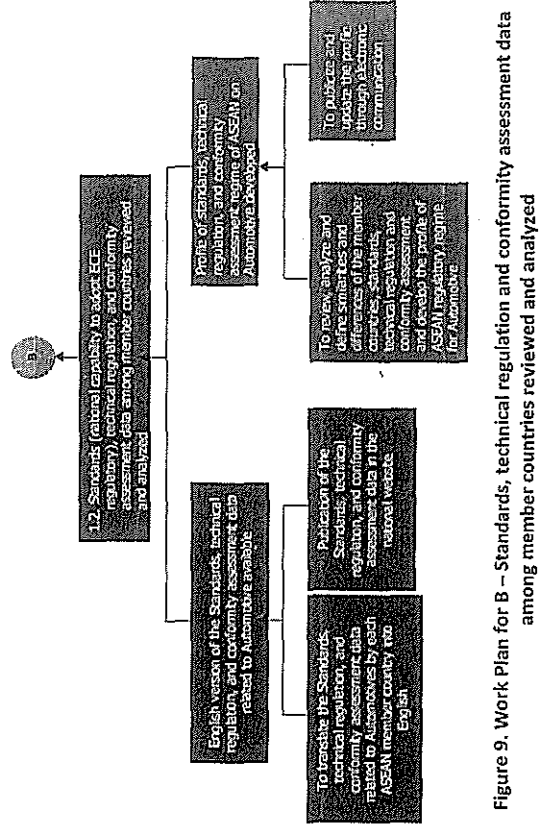 B
1.2. Standards (national capability to adopt ECE
regulatory), technical regulation, and conformity
assessment data among member countries reviewed
and analyzed
English version of the Standards, technical
regulation, and conformity assessment data
related to Automotive available
Profile of standards, technical
regulation, and conformity
assessment regime of ASEAN on
Automotive developed
To translate the Standards,
technical regulation, and
conformity assessment data
related to Automotives by each
ASEAN member country into
English
Publication of the
Standards, technical
regulation, and conformity
assessment data in the
national website
To review, analyze and
define similarities and
differences of the member
countries, standards,
technical regulation and
conformity assessment
and develop the profile of
ASEAN regulatory regime
for Automotive
To publicize and
update the profile
through electronic
communication
Figure 9. Work Plan for B – Standards, technical regulation and conformity assessment data
among member countries reviewed and analyzed